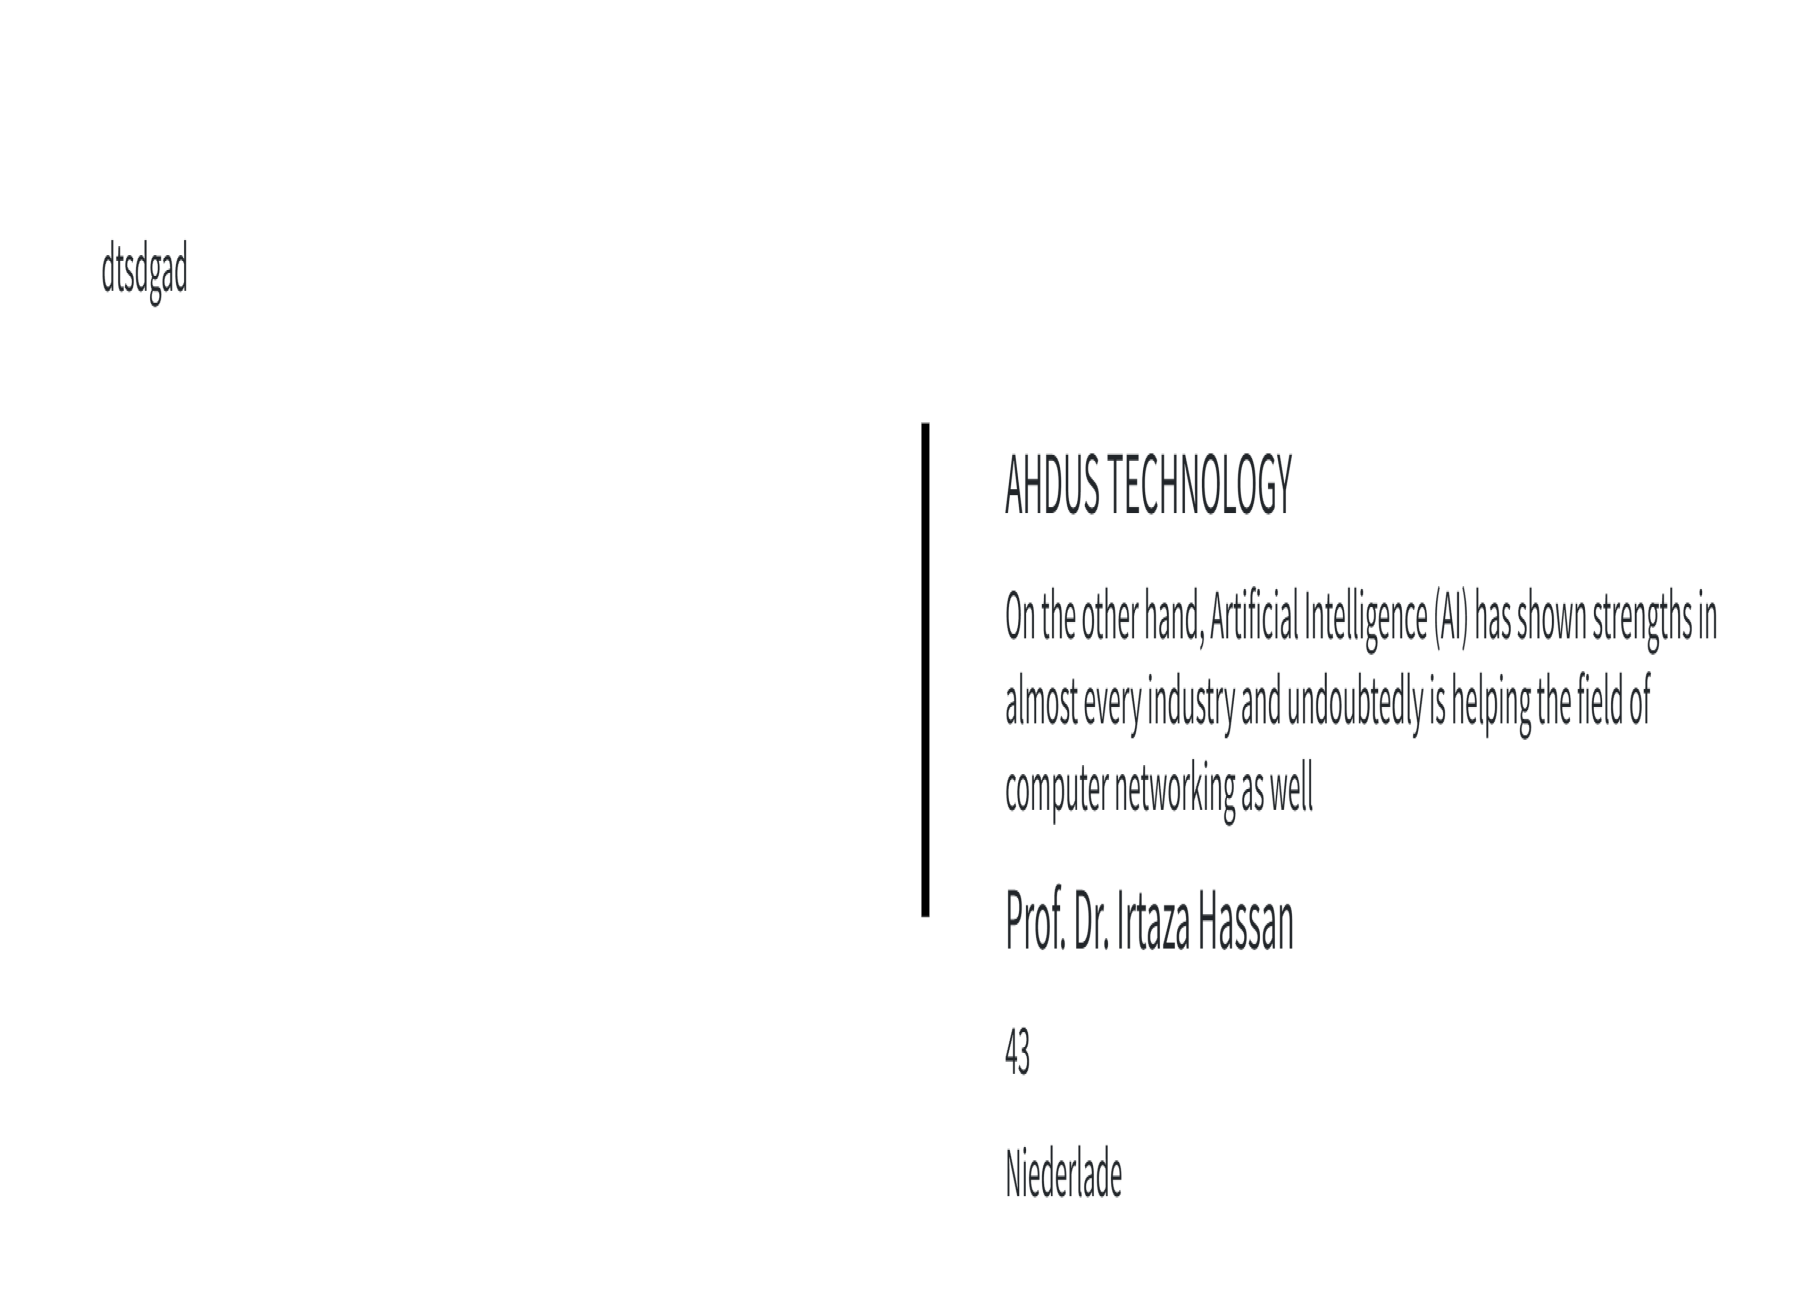 dtsdgad
AHDUS TECHNOLOGY
On the other hand, Artificial Intelligence (AI) has shown strengths in
almost every industry and undoubtedly is helping the field of
computer networking as well
Prof. Dr. Irtaza Hassan
43
Niederlade